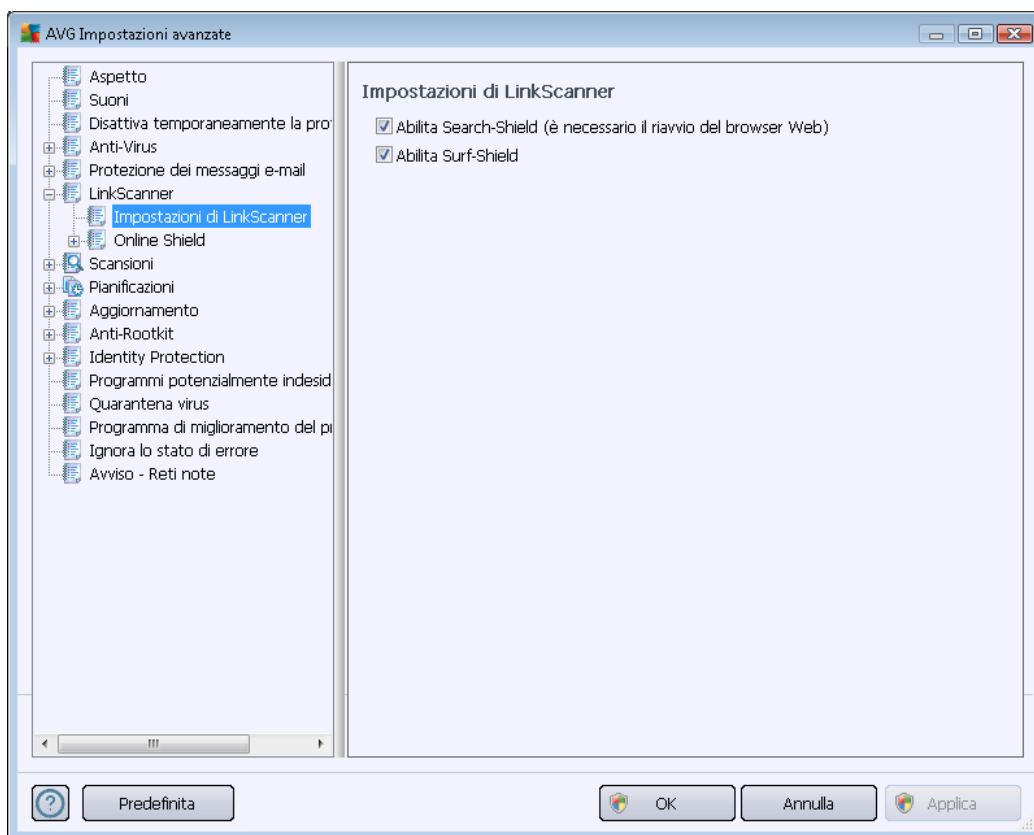 AVG Impostazioni avanzate
Aspetto
Suoni
Disattiva temporaneamente la pro
Anti-Virus
Protezione dei messaggi e-mail
LinkScanner
Impostazioni di LinkScanner
Online Shield
Scansioni
Pianificazioni
Aggiornamento
Anti-Rootkit
Identity Protection
Programmi potenzialmente indesid
Quarantena virus
Programma di miglioramento del pr
Ignora lo stato di errore
Avviso - Reti note
Impostazioni di LinkScanner
Abilita Search-Shield (è necessario il riavvio del browser Web)
Abilita Surf-Shield
Predefinita
OK
Annulla
Applica